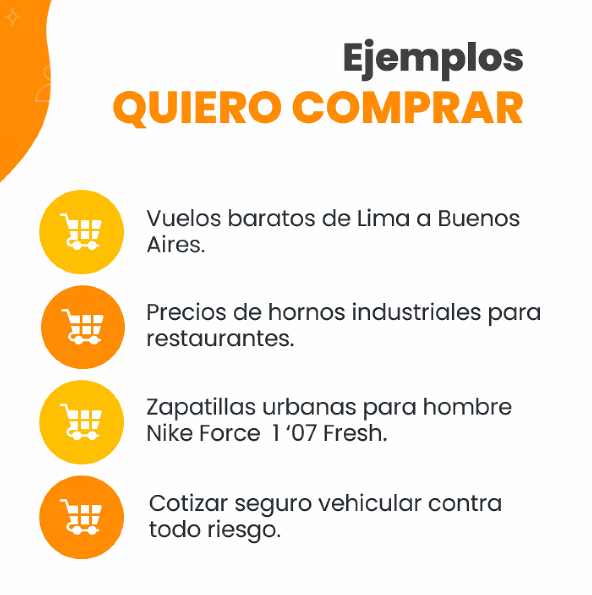 Ejemplos
QUIERO COMPRAR
Vuelos baratos de Lima a Buenos
Aires.
Precios de hornos industriales para
restaurantes.
Zapatillas urbanas para hombre
Nike Force 1 ‘07 Fresh.
Cotizar seguro vehicular contra
todo riesgo.